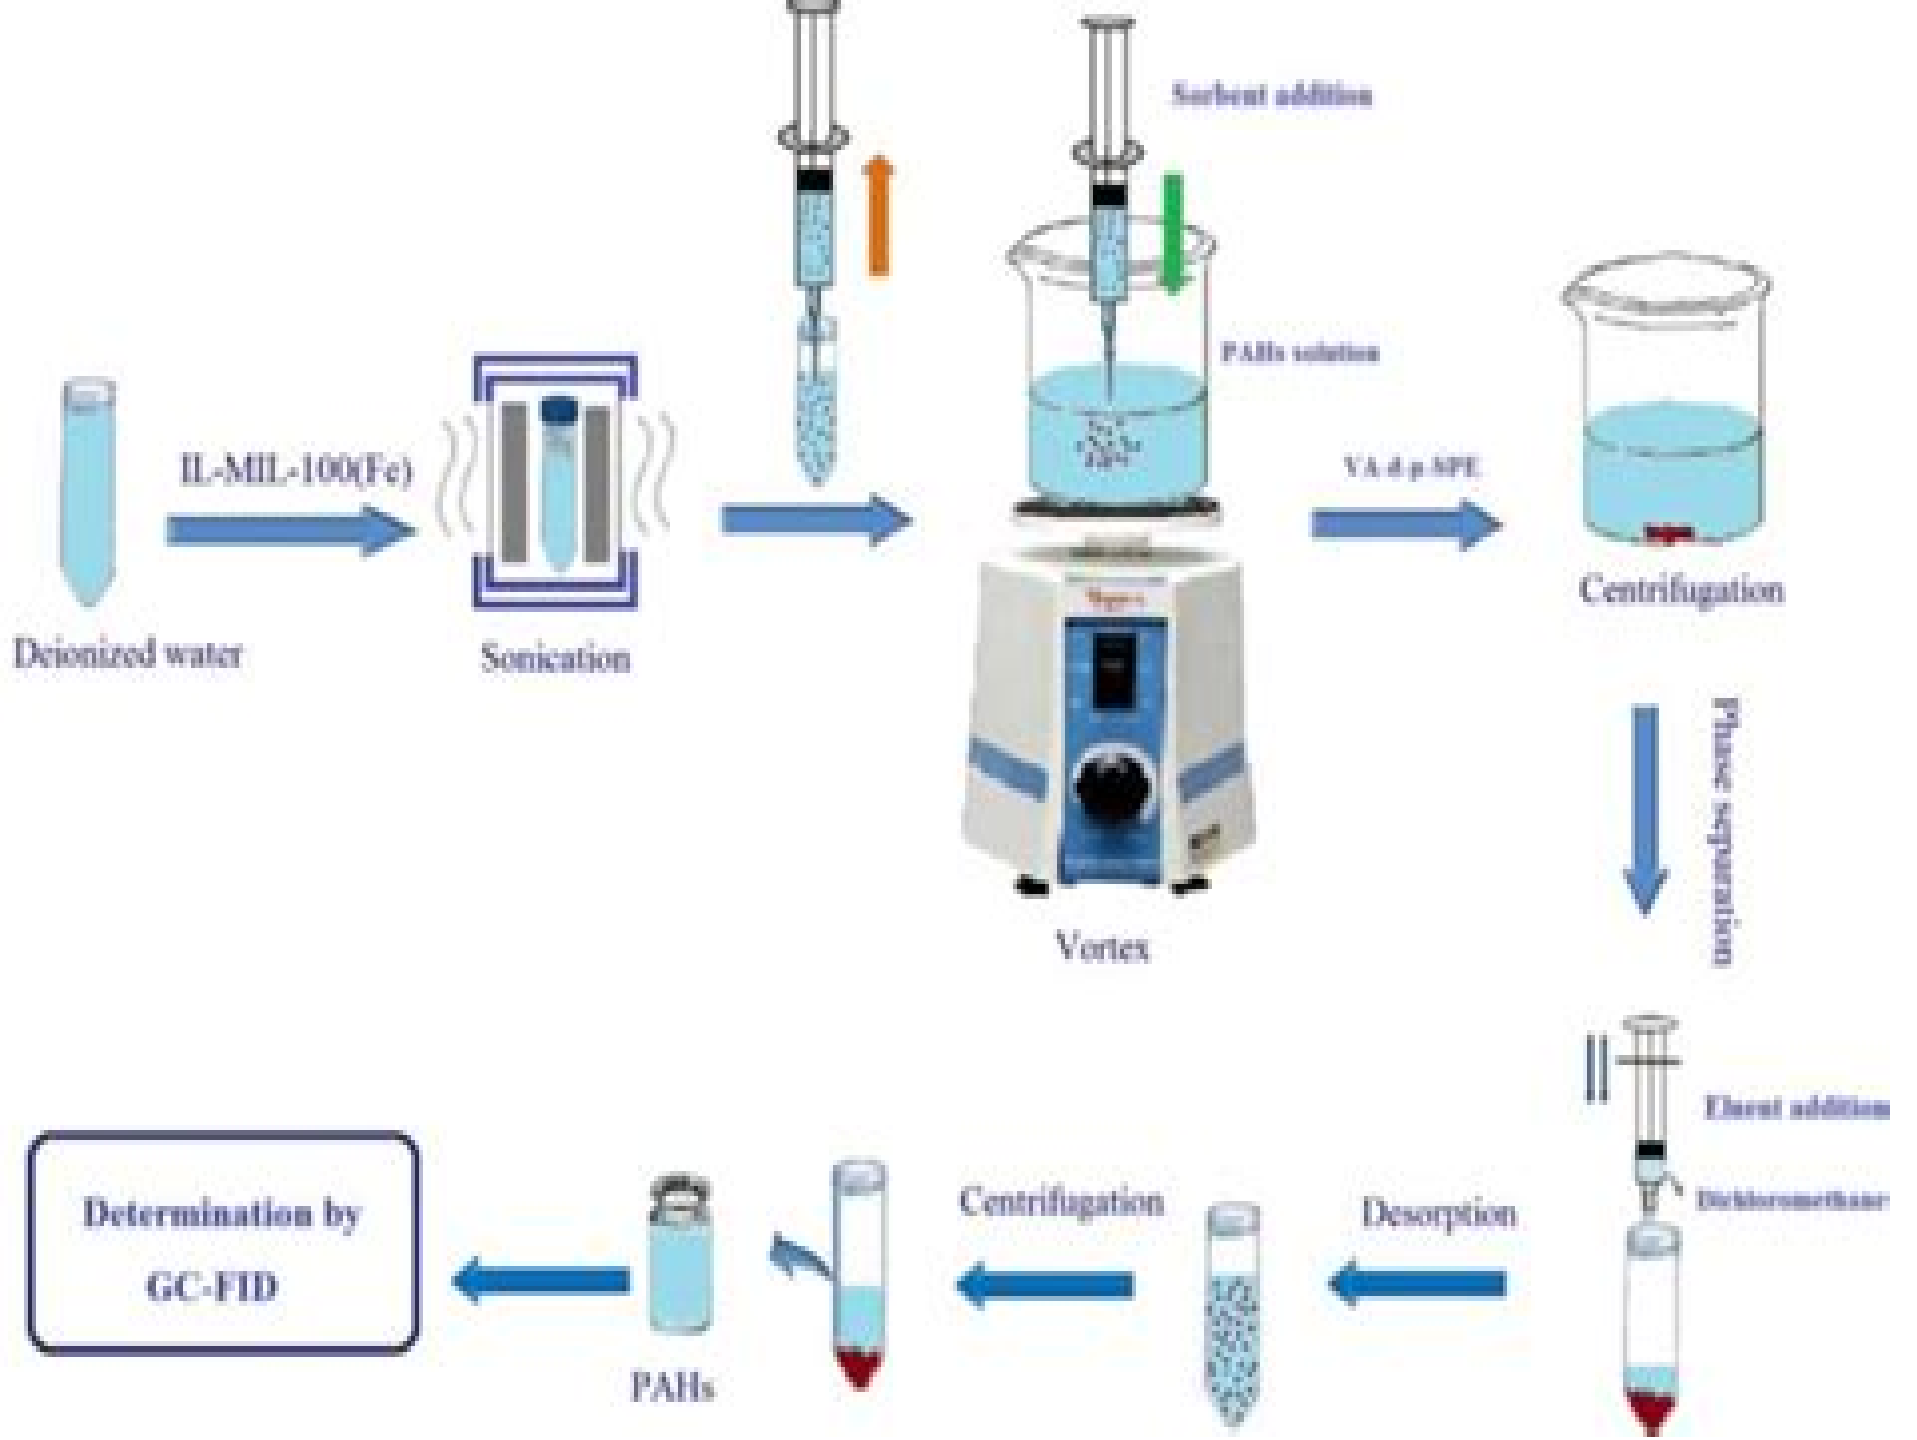 Sorbent addition
PAHs solution
IL-MIL-100(Fe)
VA-d-μ-SPE
Deionized water
Sonication
Centrifugation
Vortex
Phase separation
Eluent addition
Dichloromethane
Desorption
Centrifugation
PAHs
Determination by
GC-FID